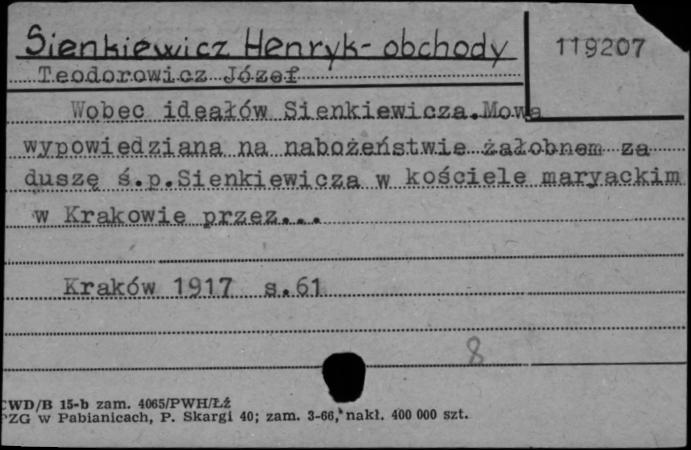 Sienkiewicz Henryk - obchody
119207
Teodorowicz Józef
Wobec ideałów Sienkiewicza.Mowa
wypowiedziana na nabożeństwie żałobnem za
duszę ś.p.Sienkiewicza w kościele maryackim
w Krakowie przez...
Kraków 1917 s.61
8
CWD/B 15-b zam. 4065/PWH/Łź
PZG w Pabianicach, P. Skargi 40; zam. 3-66, nakł. 400 000 szt.